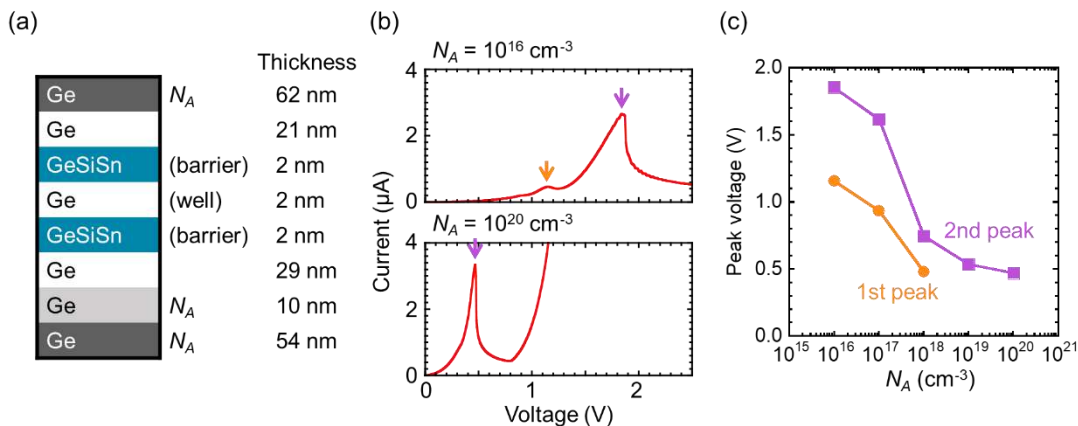 (a)
Thickness
Ge N_A 62 nm
Ge 21 nm
GeSiSn (barrier) 2 nm
Ge (well) 2 nm
GeSiSn (barrier) 2 nm
Ge 29 nm
Ge N_A 10 nm
Ge N_A 54 nm
(b)
N_A = 10^16 cm^-3
4
2
0
N_A = 10^20 cm^-3
4
2
0
Current (μA)
0 1 2
Voltage (V)
(c)
2.0
1.5
1.0
0.5
0.0
Peak voltage (V)
2nd peak
1st peak
10^15 10^16 10^17 10^18 10^19 10^20 10^21
N_A (cm^-3)